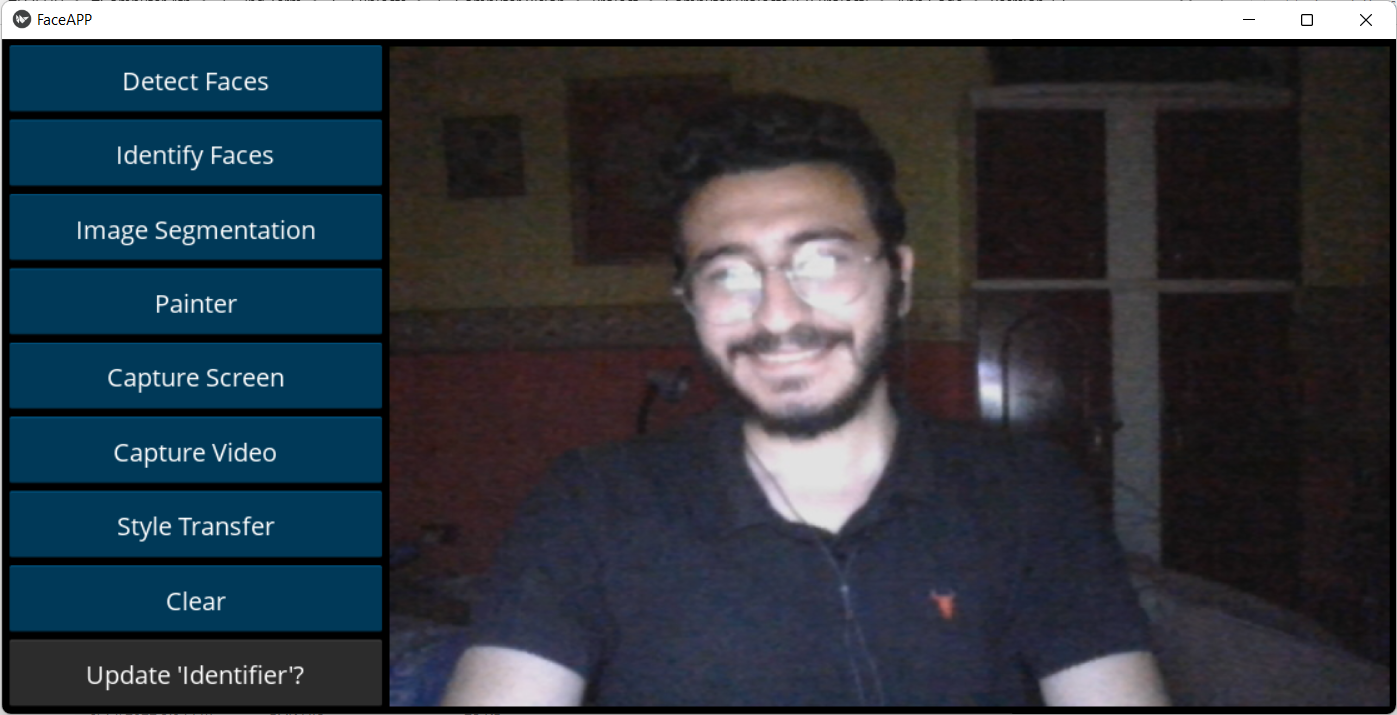 FaceAPP
Detect Faces
Identify Faces
Image Segmentation
Painter
Capture Screen
Capture Video
Style Transfer
Clear
Update 'Identifier'?